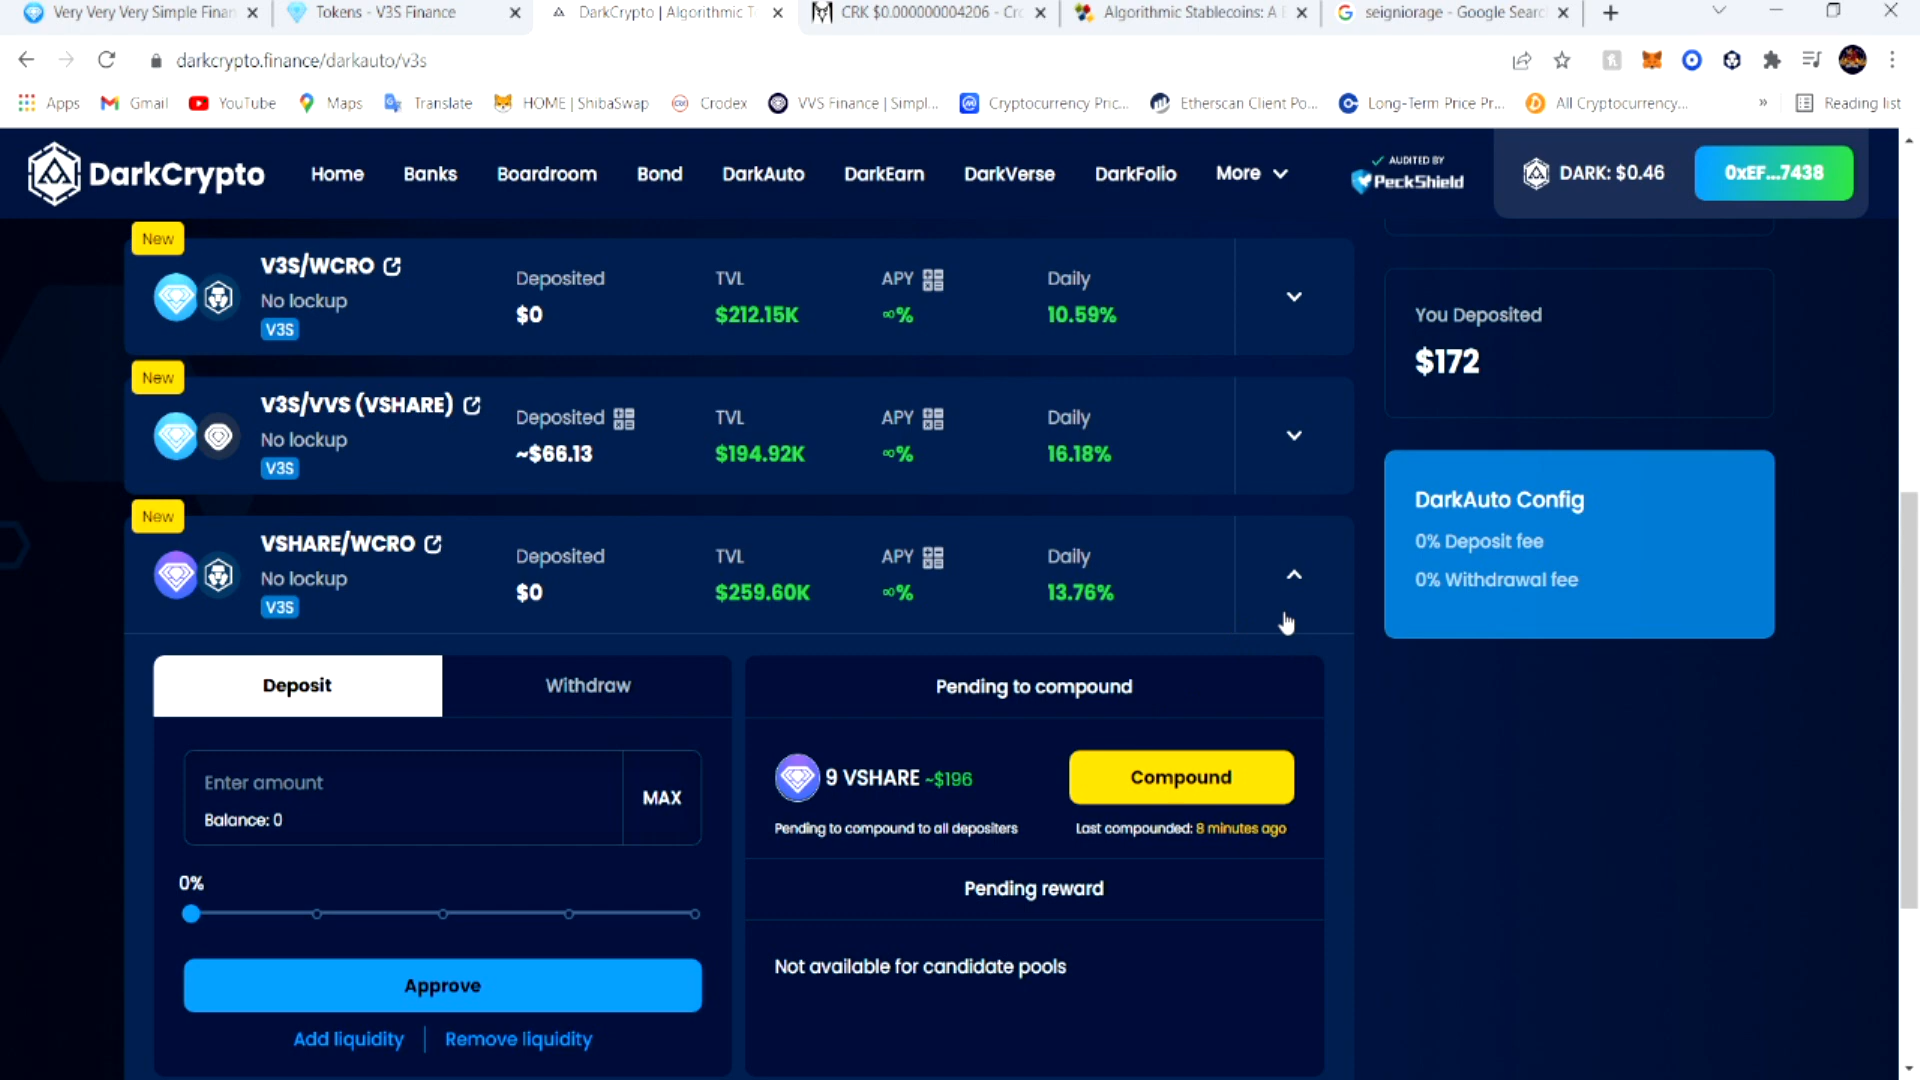 Very Very Very Simple Finan
Tokens - V3S Finance
DarkCrypto | Algorithmic T
CRK $0.000000004206 - Cro
Algorithmic Stablecoins: A
seigniorage - Google Searc
darkcrypto.finance/darkauto/v3s
Apps
Gmail
YouTube
Maps
Translate
HOME | ShibaSwap
Crodex
VVS Finance | Simpl...
Cryptocurrency Pric...
Etherscan Client Po...
Long-Term Price Pr...
All Cryptocurrency...
»
Reading list
DarkCrypto
Home
Banks
Boardroom
Bond
DarkAuto
DarkEarn
DarkVerse
DarkFolio
More
AUDITED BY
PeckShield
DARK: $0.46
0xEF...7438
New
V3S/WCRO
No lockup
V3S
Deposited
$0
TVL
$212.15K
APY
∞%
Daily
10.59%
New
V3S/VVS (VSHARE)
No lockup
V3S
Deposited
~$66.13
TVL
$194.92K
APY
∞%
Daily
16.18%
New
VSHARE/WCRO
No lockup
V3S
Deposited
$0
TVL
$259.60K
APY
∞%
Daily
13.76%
Deposit
Withdraw
Enter amount
Balance: 0
MAX
0%
Approve
Add liquidity | Remove liquidity
Pending to compound
9 VSHARE ~$196
Compound
Pending to compound to all depositers
Last compounded: 8 minutes ago
Pending reward
Not available for candidate pools
You Deposited
$172
DarkAuto Config
0% Deposit fee
0% Withdrawal fee